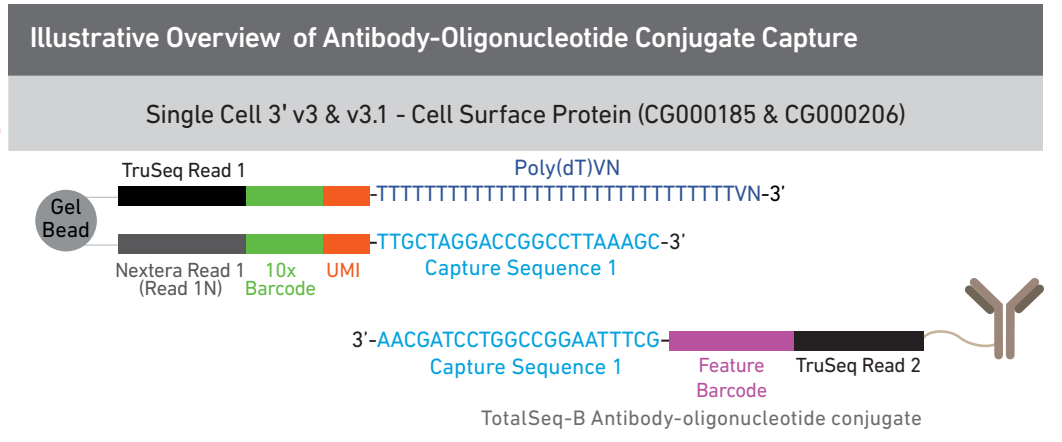 Illustrative Overview of Antibody-Oligonucleotide Conjugate Capture
Single Cell 3' v3 & v3.1 - Cell Surface Protein (CG000185 & CG000206)
TruSeq Read 1
Poly(dT)VN
Gel
Bead
-TTTTTTTTTTTTTTTTTTTTTTTTTTTTTTVN-3'
-TTGCTAGGACCGGCCTTAAAGC-3'
Nextera Read 1
(Read 1N)
10x
Barcode
UMI
Capture Sequence 1
3'-AACGATCCTGGCCGGAATTTCG-
Capture Sequence 1
Feature
Barcode
TruSeq Read 2
TotalSeq-B Antibody-oligonucleotide conjugate